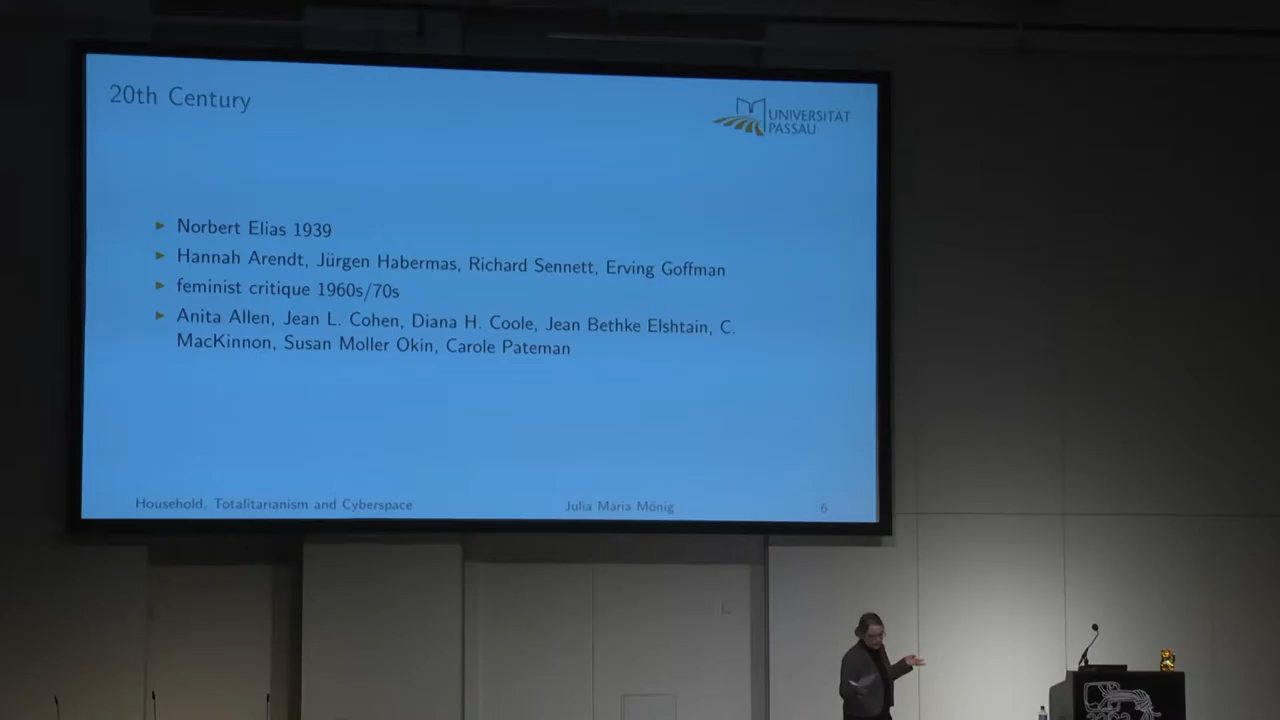 20th Century
UNIVERSITÄT
PASSAU
Norbert Elias 1939
Hannah Arendt, Jürgen Habermas, Richard Sennett, Erving Goffman
feminist critique 1960s/70s
Anita Allen, Jean L. Cohen, Diana H. Coole, Jean Bethke Elshtain, C.
MacKinnon, Susan Moller Okin, Carole Pateman
Household, Totalitarianism and Cyberspace
Julia Maria Mönig
6